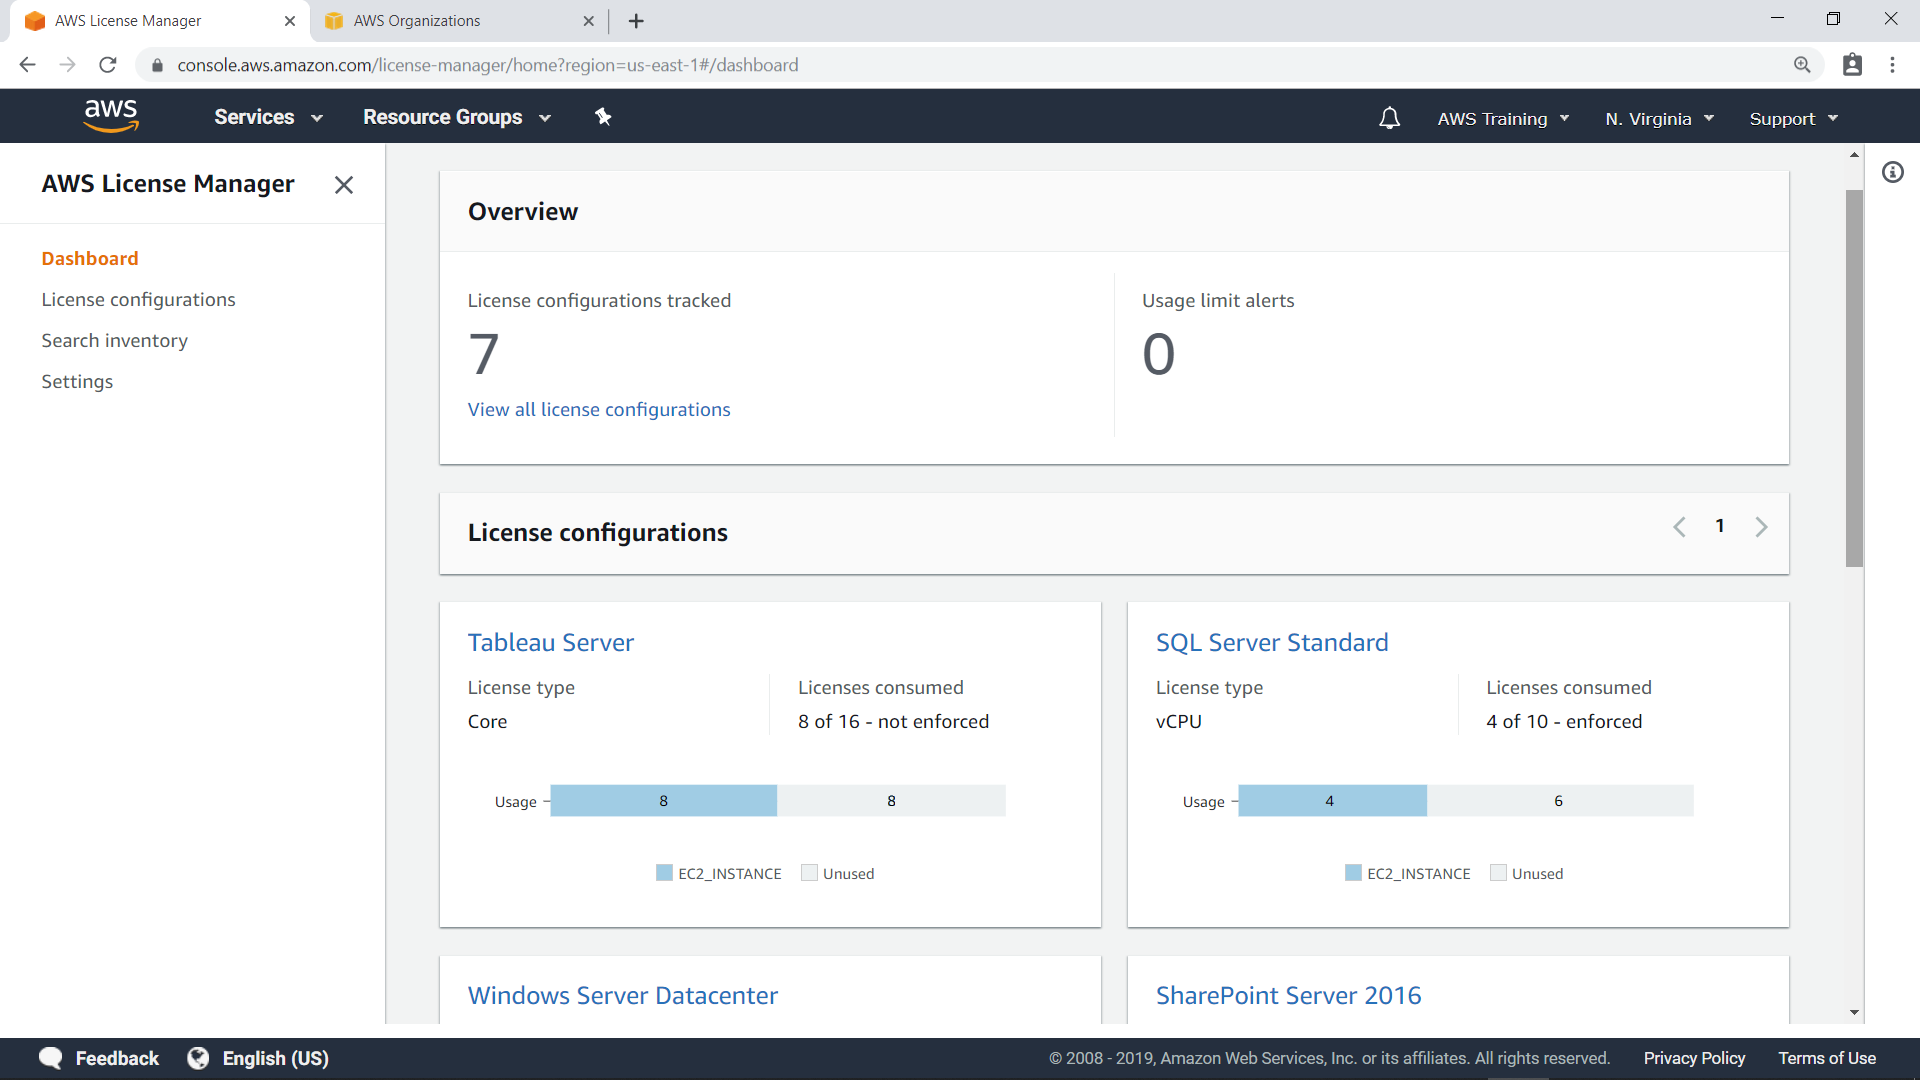 AWS License Manager
AWS Organizations
console.aws.amazon.com/license-manager/home?region=us-east-1#/dashboard
aws
Services
Resource Groups
AWS Training
N. Virginia
Support
AWS License Manager
Dashboard
License configurations
Search inventory
Settings
Overview
License configurations tracked
7
View all license configurations
Usage limit alerts
0
License configurations
1
Tableau Server
License type
Core
Licenses consumed
8 of 16 - not enforced
Usage
8
8
EC2_INSTANCE
Unused
SQL Server Standard
License type
vCPU
Licenses consumed
4 of 10 - enforced
Usage
4
6
EC2_INSTANCE
Unused
Windows Server Datacenter
SharePoint Server 2016
Feedback
English (US)
© 2008 - 2019, Amazon Web Services, Inc. or its affiliates. All rights reserved.
Privacy Policy
Terms of Use